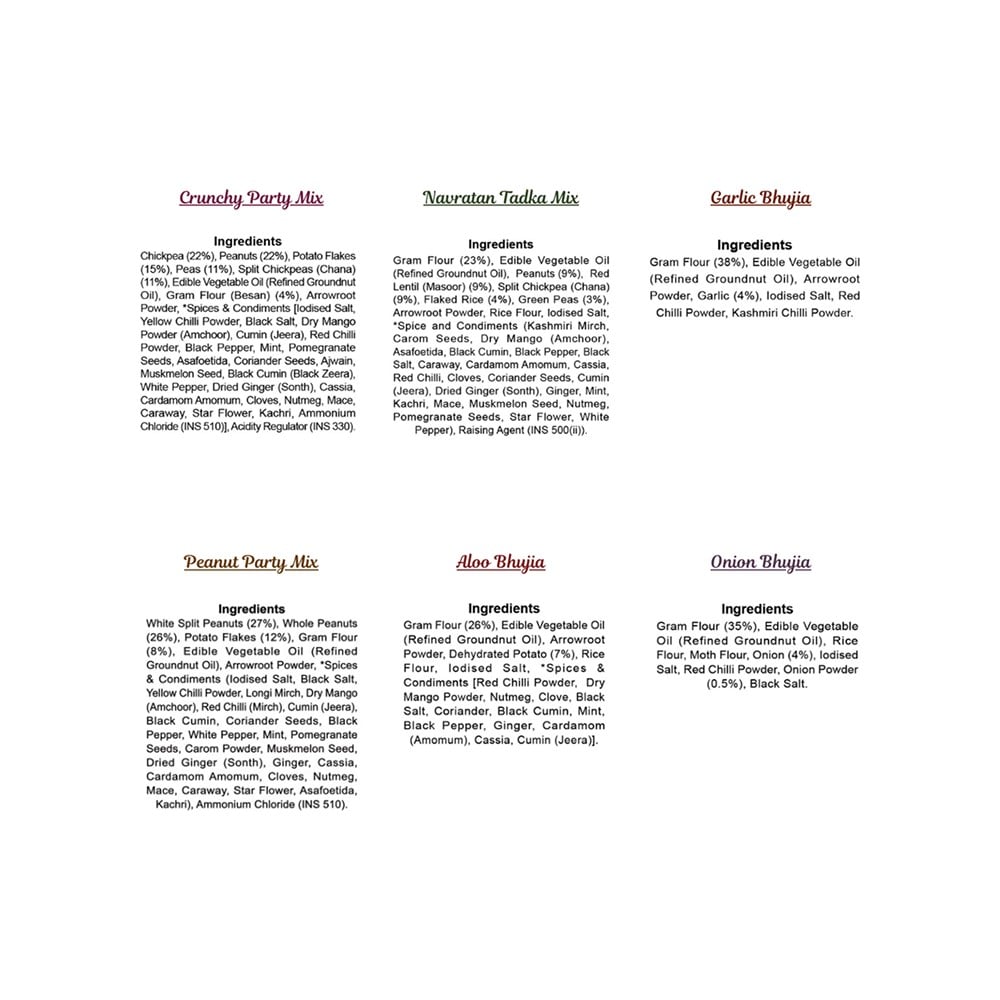 Crunchy Party Mix
Ingredients
Chickpea (22%), Peanuts (22%), Potato Flakes
(15%), Peas (11%), Split Chickpeas (Chana)
(11%), Edible Vegetable Oil (Refined Groundnut
Oil), Gram Flour (Besan) (4%), Arrowroot
Powder, *Spices & Condiments [Iodised Salt,
Yellow Chilli Powder, Black Salt, Dry Mango
Powder (Amchoor), Cumin (Jeera), Red Chilli
Powder, Black Pepper, Mint, Pomegranate
Seeds, Asafoetida, Coriander Seeds, Ajwain,
Muskmelon Seed, Black Cumin (Black Zeera),
White Pepper, Dried Ginger (Sonth), Cassia,
Cardamom Amomum, Cloves, Nutmeg, Mace,
Caraway, Star Flower, Kachri, Ammonium
Chloride (INS 510)], Acidity Regulator (INS 330).
Navratan Tadka Mix
Ingredients
Gram Flour (23%), Edible Vegetable Oil
(Refined Groundnut Oil), Peanuts (9%), Red
Lentil (Masoor) (9%), Split Chickpea (Chana)
(9%), Flaked Rice (4%), Green Peas (3%),
Arrowroot Powder, Rice Flour, Iodised Salt,
*Spice and Condiments (Kashmiri Mirch,
Carom Seeds, Dry Mango (Amchoor),
Asafoetida, Black Cumin, Black Pepper, Black
Salt, Caraway, Cardamom Amomum, Cassia,
Red Chilli, Cloves, Coriander Seeds, Cumin
(Jeera), Dried Ginger (Sonth), Ginger, Mint,
Kachri, Mace, Muskmelon Seed, Nutmeg,
Pomegranate Seeds, Star Flower, White
Pepper), Raising Agent (INS 500(ii)).
Garlic Bhujia
Ingredients
Gram Flour (38%), Edible Vegetable Oil
(Refined Groundnut Oil), Arrowroot
Powder, Garlic (4%), Iodised Salt, Red
Chilli Powder, Kashmiri Chilli Powder.
Peanut Party Mix
Ingredients
White Split Peanuts (27%), Whole Peanuts
(26%), Potato Flakes (12%), Gram Flour
(8%), Edible Vegetable Oil (Refined
Groundnut Oil), Arrowroot Powder, *Spices
& Condiments (Iodised Salt, Black Salt,
Yellow Chilli Powder, Longi Mirch, Dry Mango
(Amchoor), Red Chilli (Mirch), Cumin (Jeera),
Black Cumin, Coriander Seeds, Black
Pepper, White Pepper, Mint, Pomegranate
Seeds, Carom Powder, Muskmelon Seed,
Dried Ginger (Sonth), Ginger, Cassia,
Cardamom Amomum, Cloves, Nutmeg,
Mace, Caraway, Star Flower, Asafoetida,
Kachri), Ammonium Chloride (INS 510).
Aloo Bhujia
Ingredients
Gram Flour (26%), Edible Vegetable Oil
(Refined Groundnut Oil), Arrowroot
Powder, Dehydrated Potato (7%), Rice
Flour, Iodised Salt, *Spices &
Condiments [Red Chilli Powder, Dry
Mango Powder, Nutmeg, Clove, Black
Salt, Coriander, Black Cumin, Mint,
Black Pepper, Ginger, Cardamom
(Amomum), Cassia, Cumin (Jeera)].
Onion Bhujia
Ingredients
Gram Flour (35%), Edible Vegetable
Oil (Refined Groundnut Oil), Rice
Flour, Moth Flour, Onion (4%), Iodised
Salt, Red Chilli Powder, Onion Powder
(0.5%), Black Salt.